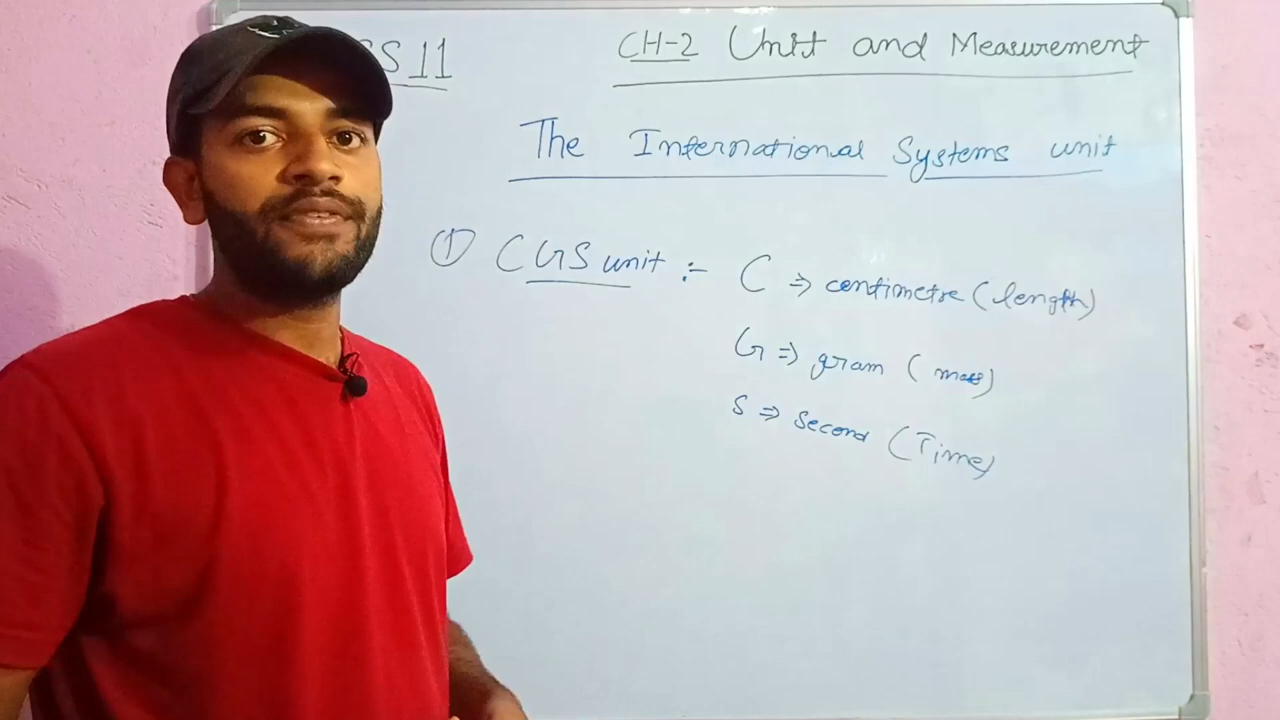 SS 11
CH-2 Unit and Measurement
The International Systems unit
① CGS unit :- C ⇒ centimetre (length)
G ⇒ gram (mass)
S ⇒ Second (Time)